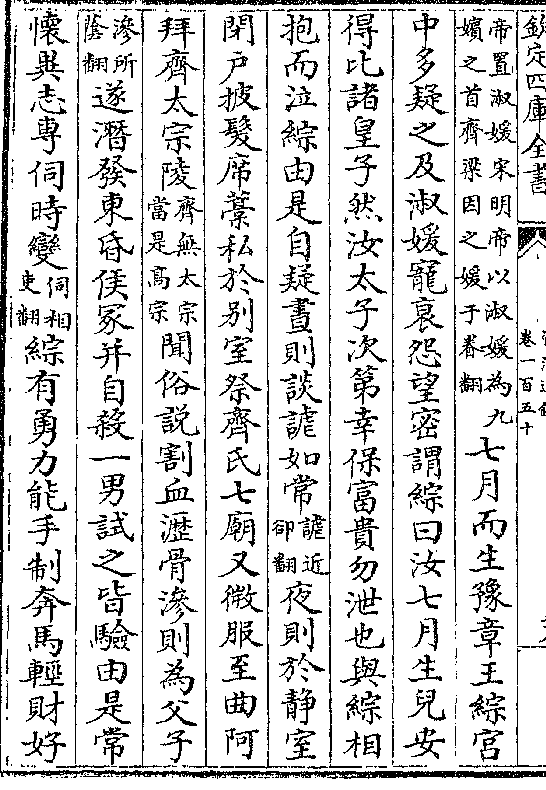 欽定四庫全書
卷一百五十
帝置淑媛宋明帝以淑媛為九嬪之首齊梁因之媛于眷翻七月而生豫章王綜宮
中多疑之及淑媛寵衰怨望密謂綜曰汝七月生兒安
得比諸皇子然汝太子次第幸保富貴勿泄也與綜相
抱而泣綜由是自疑晝則談謔如常謔近卻翻夜則於静室
閉户披髮席藁私於别室祭齊氏七廟又微服至曲阿
拜齊太宗陵齊無太宗當是高宗聞俗説割血瀝骨滲則為父子
滲所蔭翻遂潛發東昏侯冢并自殺一男試之皆驗由是常
懷異志專伺時變伺相吏翻綜有勇力能手制奔馬輕財好